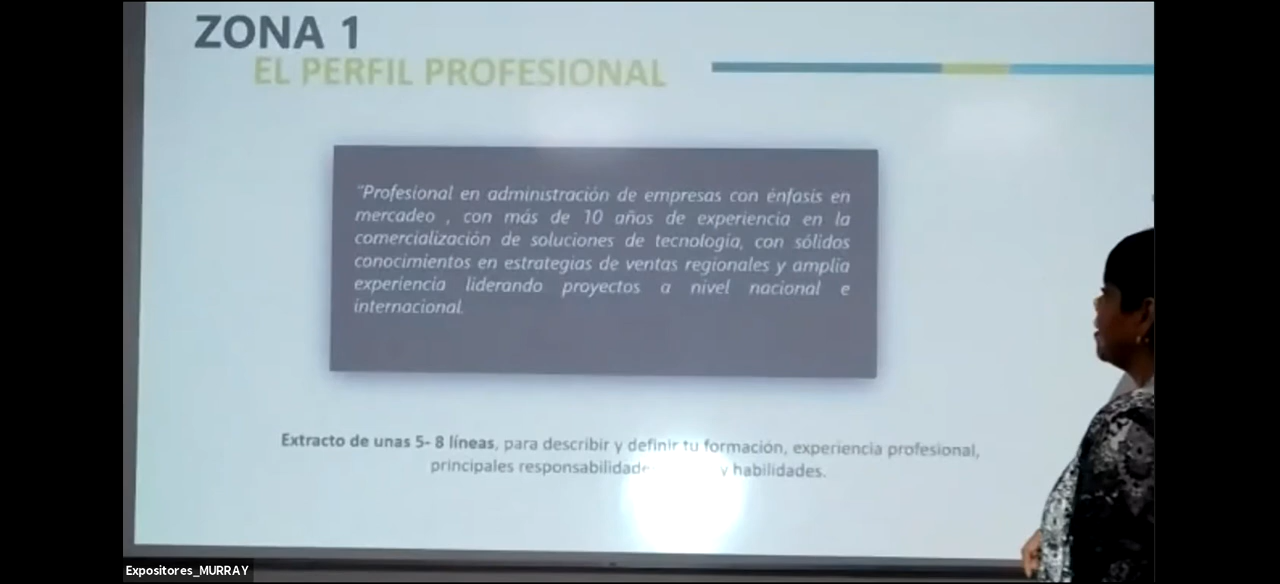 ZONA 1
EL PERFIL PROFESIONAL
"Profesional en administración de empresas con énfasis en
mercadeo , con más de 10 años de experiencia en la
comercialización de soluciones de tecnología, con sólidos
conocimientos en estrategias de ventas regionales y amplia
experiencia liderando proyectos a nivel nacional e
internacional.
Extracto de unas 5- 8 líneas, para describir y definir tu formación, experiencia profesional,
principales y habilidades.
Expositores_MURRAY